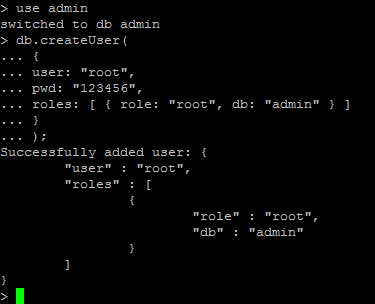 > use admin
switched to db admin
> db.createUser(
... {
... user: "root",
... pwd: "123456",
... roles: [ { role: "root", db: "admin" } ]
... }
... );
Successfully added user: {
        "user" : "root",
        "roles" : [
                {
                        "role" : "root",
                        "db" : "admin"
                }
        ]
}
>